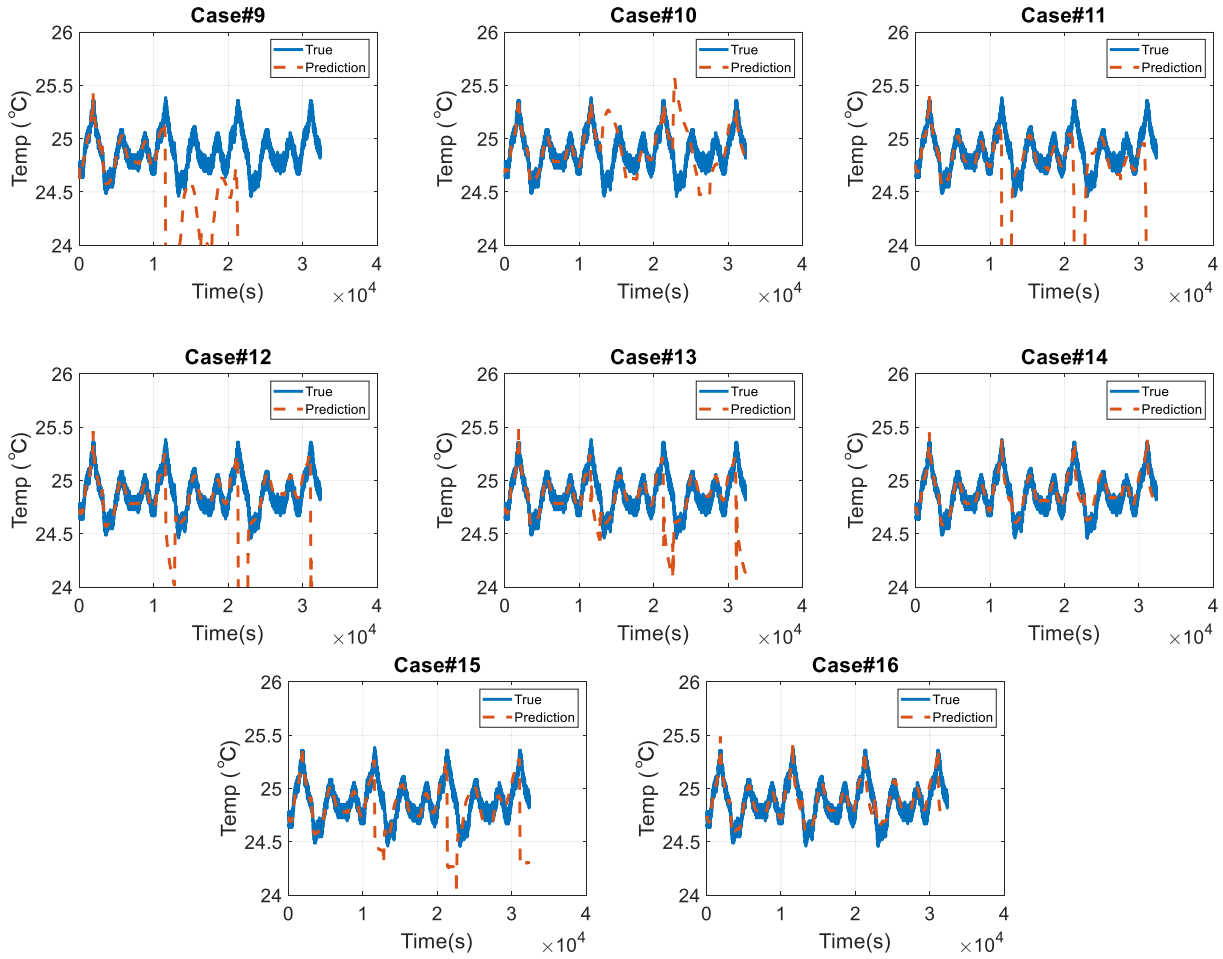 Case#9
26
25.5
25
24.5
24
Temp (°C)
True
Prediction
0
1
2
3
4
Time(s)
×10^4
Case#10
26
25.5
25
24.5
24
Temp (°C)
True
Prediction
0
1
2
3
4
Time(s)
×10^4
Case#11
26
25.5
25
24.5
24
Temp (°C)
True
Prediction
0
1
2
3
4
Time(s)
×10^4
Case#12
26
25.5
25
24.5
24
Temp (°C)
True
Prediction
0
1
2
3
4
Time(s)
×10^4
Case#13
26
25.5
25
24.5
24
Temp (°C)
True
Prediction
0
1
2
3
4
Time(s)
×10^4
Case#14
26
25.5
25
24.5
24
Temp (°C)
True
Prediction
0
1
2
3
4
Time(s)
×10^4
Case#15
26
25.5
25
24.5
24
Temp (°C)
True
Prediction
0
1
2
3
4
Time(s)
×10^4
Case#16
26
25.5
25
24.5
24
Temp (°C)
True
Prediction
0
1
2
3
4
Time(s)
×10^4